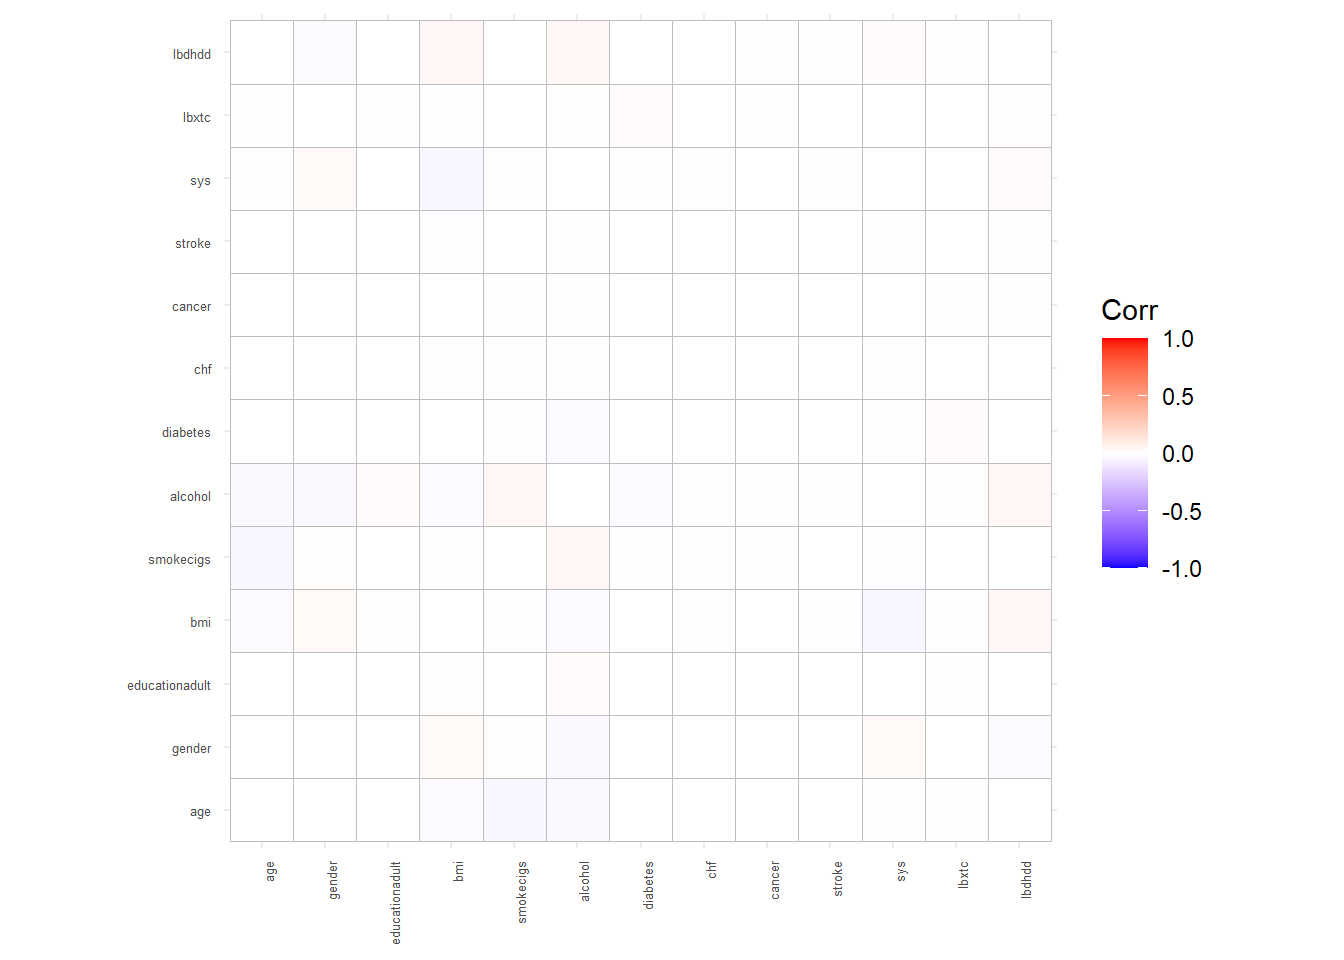 lbdhdd
lbxtc
sys
stroke
cancer
chf
diabetes
alcohol
smokecigs
bmi
educationadult
gender
age
age
gender
educationadult
bmi
smokecigs
alcohol
diabetes
chf
cancer
stroke
sys
lbxtc
lbdhdd
Corr
1.0
0.5
0.0
-0.5
-1.0